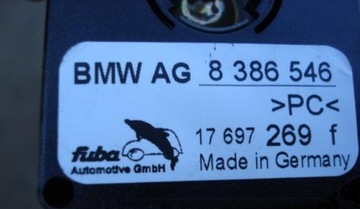 BMW AG 8 386 546
>PC<
17 697 269 f
fuba
Automotive GmbH
Made in Germany